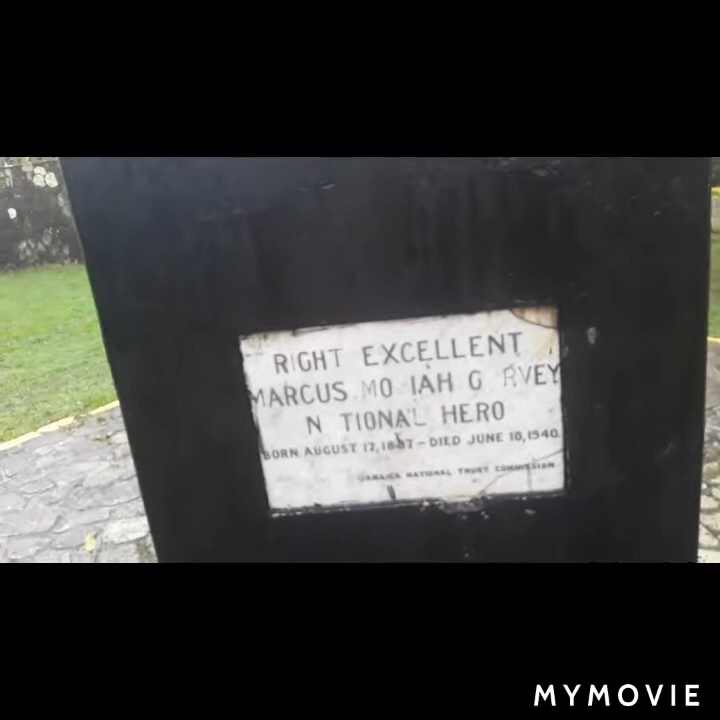 RIGHT EXCELLENT
MARCUS MO IAH G RVEY
N TIONAL HERO
BORN AUGUST 17, 1887 – DIED JUNE 10, 1940.
JAMAICA NATIONAL TRUST COMMISSION
MYMOVIE